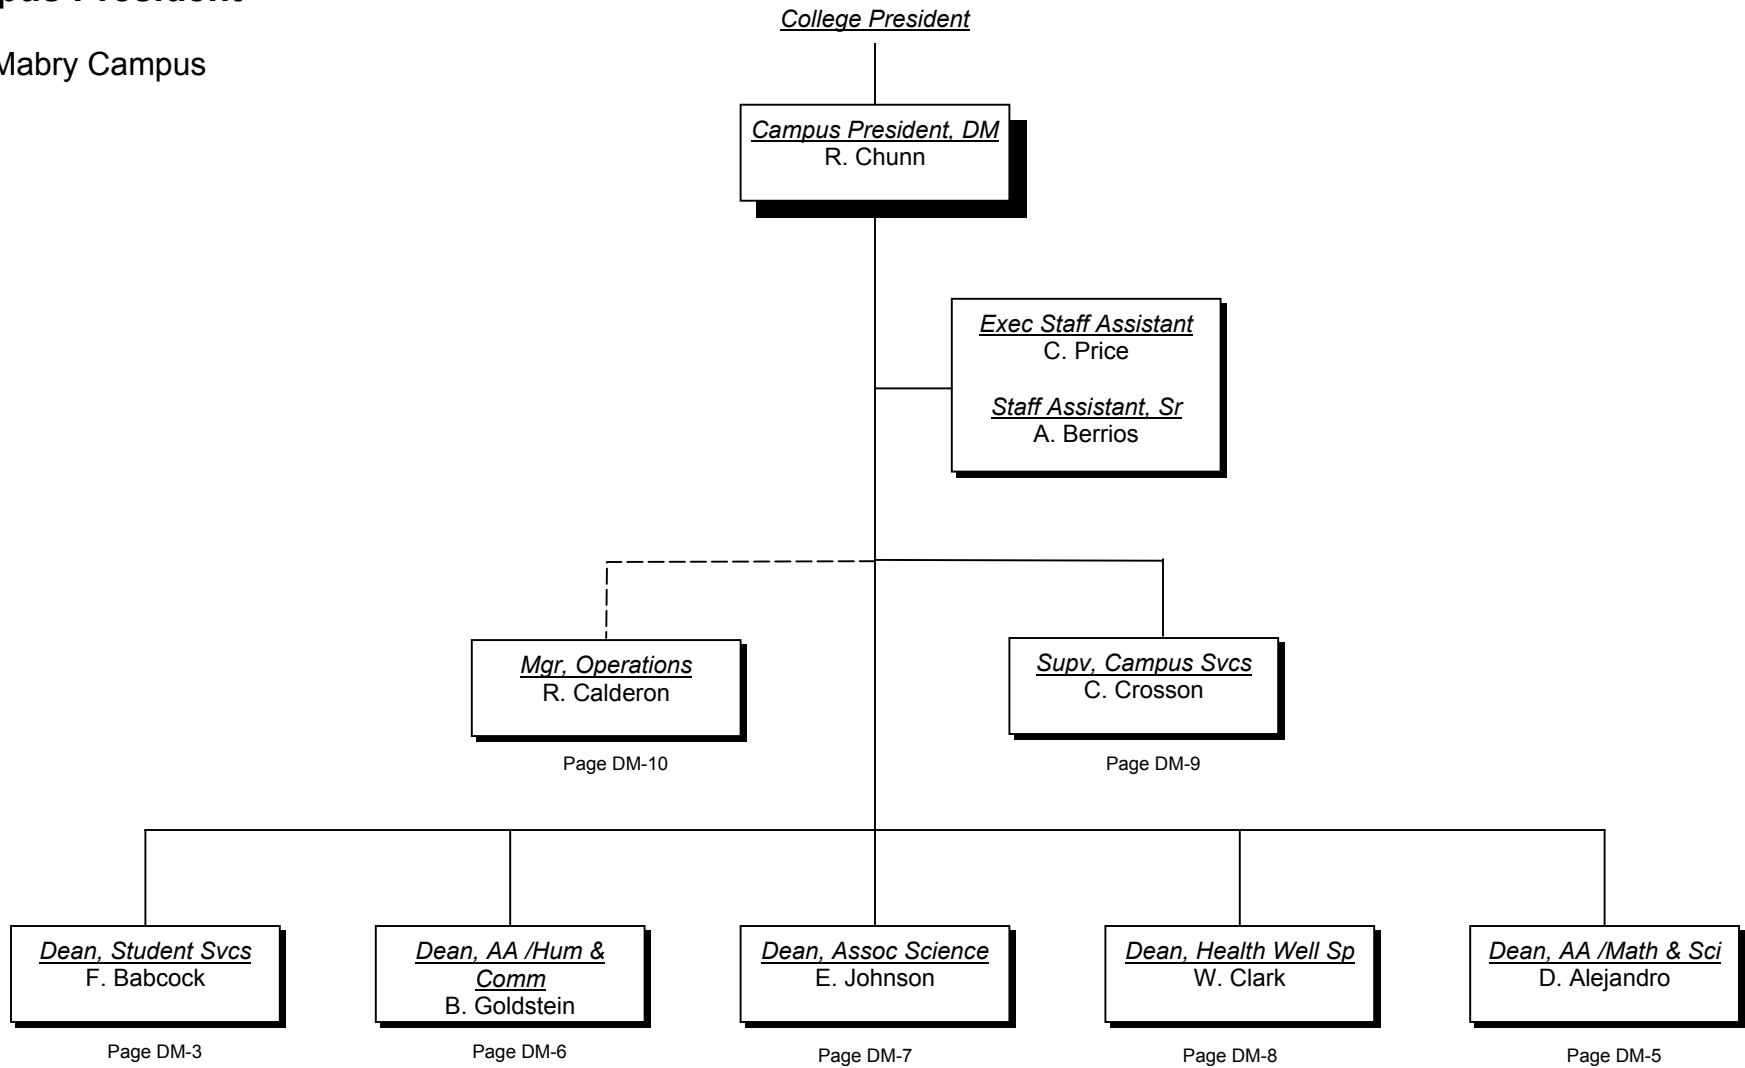 President
Mabry Campus
College President
Campus President, DM
R. Chunn
Exec Staff Assistant
C. Price
Staff Assistant, Sr
A. Berrios
Mgr, Operations
R. Calderon
Page DM-10
Supv, Campus Svcs
C. Crosson
Page DM-9
Dean, Student Svcs
F. Babcock
Page DM-3
Dean, AA /Hum &
Comm
B. Goldstein
Page DM-6
Dean, Assoc Science
E. Johnson
Page DM-7
Dean, Health Well Sp
W. Clark
Page DM-8
Dean, AA /Math & Sci
D. Alejandro
Page DM-5